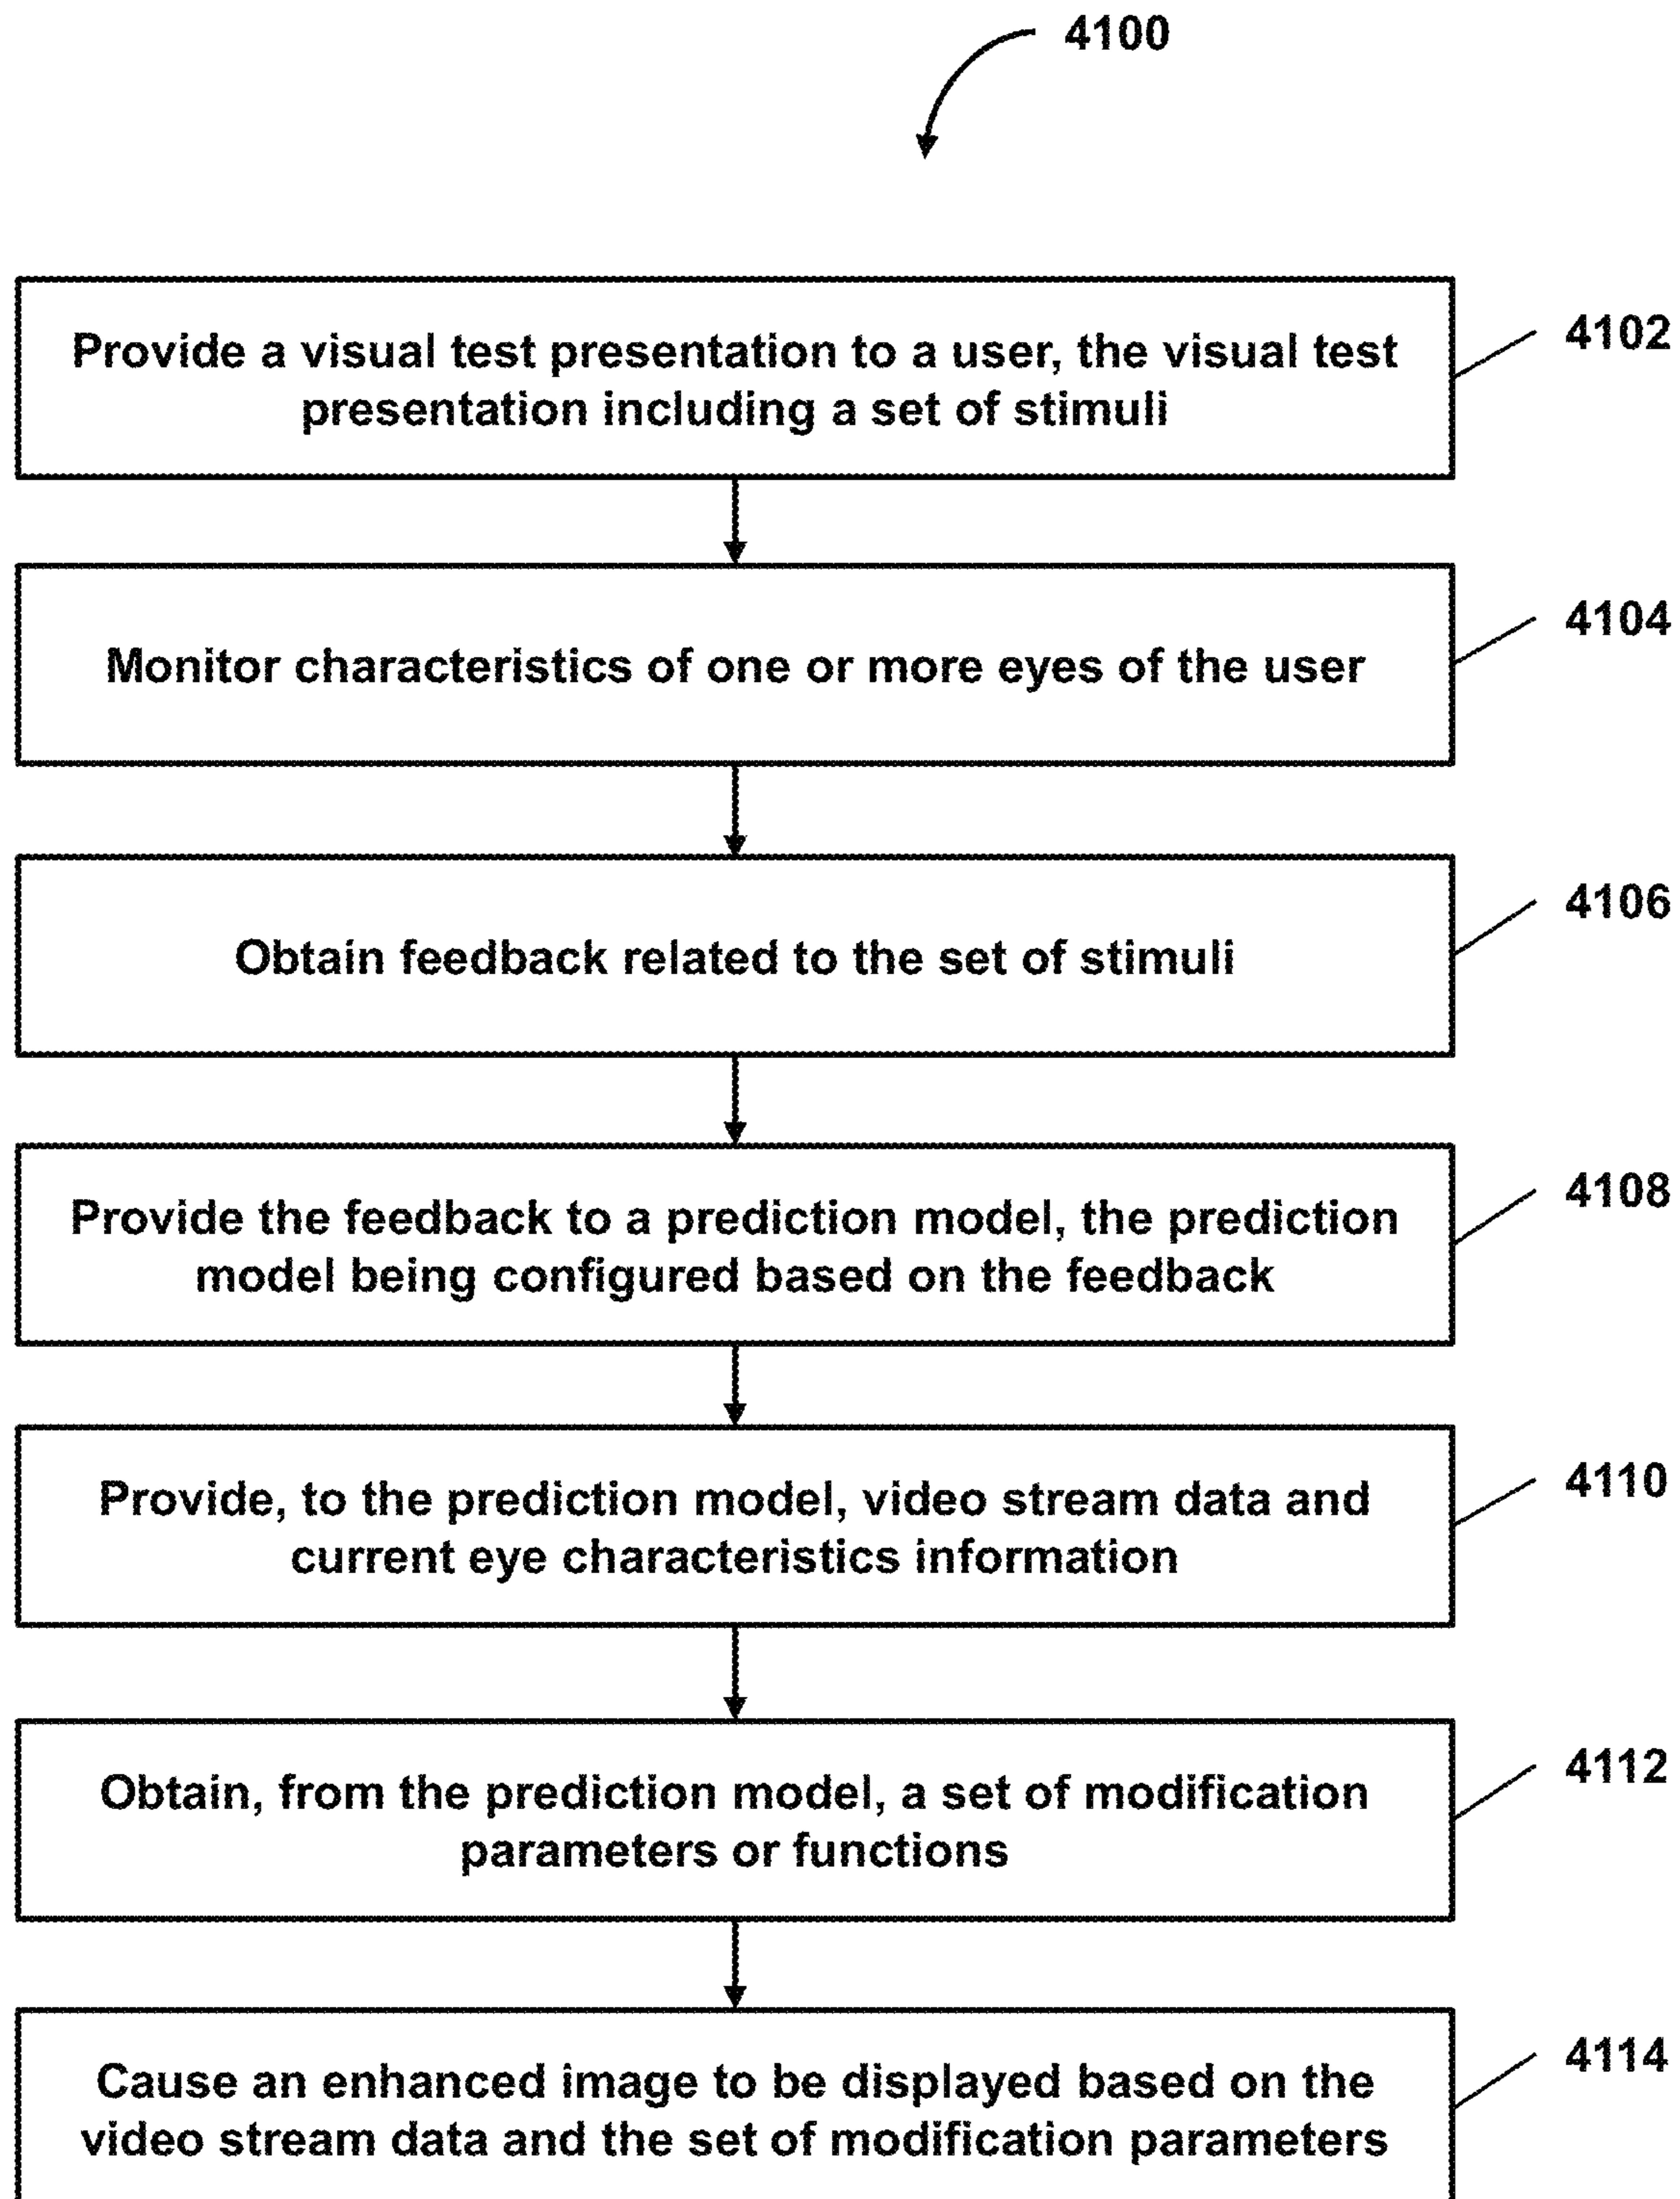 4100
Provide a visual test presentation to a user, the visual test
presentation including a set of stimuli
4102
Monitor characteristics of one or more eyes of the user
4104
Obtain feedback related to the set of stimuli
4106
Provide the feedback to a prediction model, the prediction
model being configured based on the feedback
4108
Provide, to the prediction model, video stream data and
current eye characteristics information
4110
Obtain, from the prediction model, a set of modification
parameters or functions
4112
Cause an enhanced image to be displayed based on the
video stream data and the set of modification parameters
4114